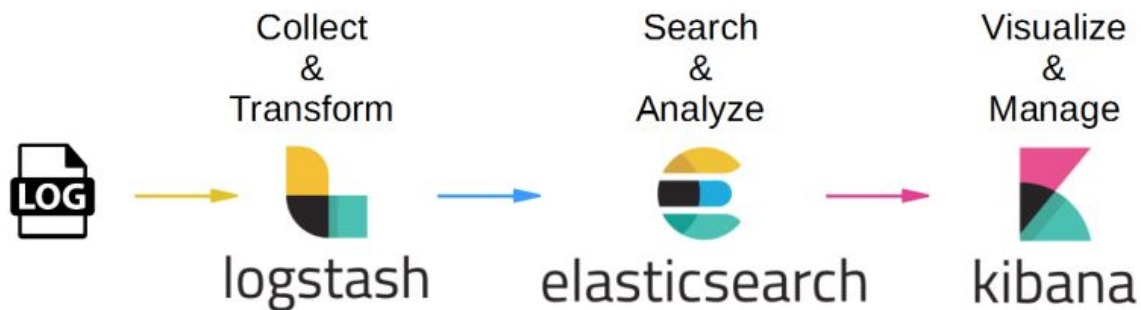 Collect
&
Transform
Search
&
Analyze
Visualize
&
Manage
LOG
logstash
elasticsearch
kibana